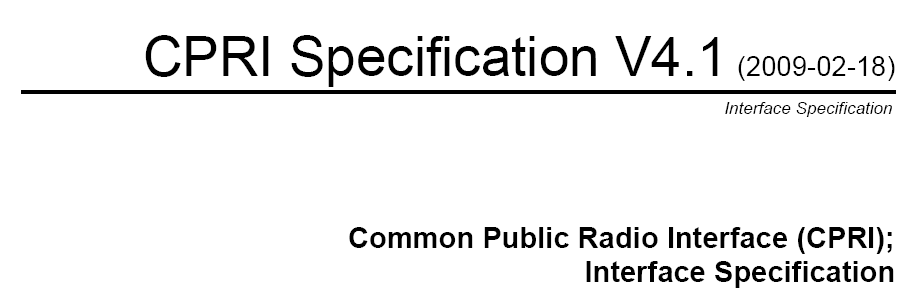 CPRI Specification V4.1 (2009-02-18)
Interface Specification
Common Public Radio Interface (CPRI);
Interface Specification